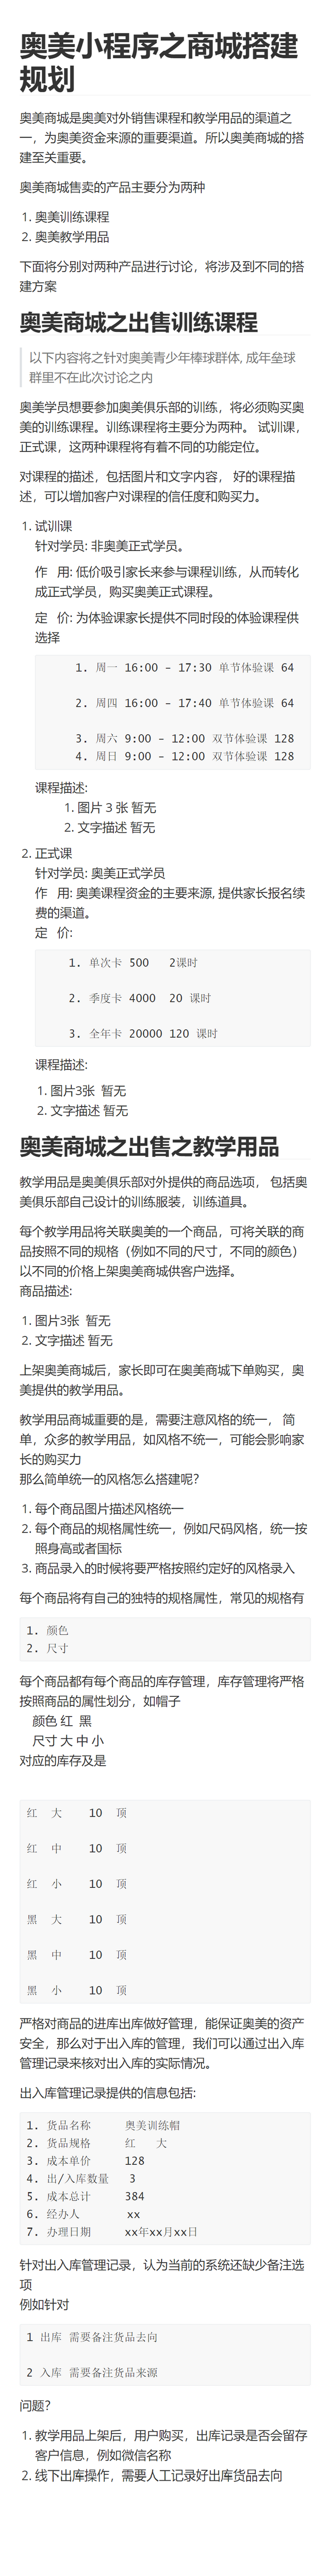 奥美小程序之商城搭建
规划
奥美商城是奥美对外销售课程和教学用品的渠道之
一，为奥美资金来源的重要渠道。所以奥美商城的搭
建至关重要。
奥美商城售卖的产品主要分为两种
1. 奥美训练课程
2. 奥美教学用品
下面将分别对两种产品进行讨论，将涉及到不同的搭
建方案
奥美商城之出售训练课程
以下内容将之针对奥美青少年棒球群体, 成年垒球
群里不在此次讨论之内
奥美学员想要参加奥美俱乐部的训练，将必须购买奥
美的训练课程。训练课程将主要分为两种。 试训课，
正式课，这两种课程将有着不同的功能定位。
对课程的描述，包括图片和文字内容， 好的课程描
述，可以增加客户对课程的信任度和购买力。
1. 试训课
针对学员: 非奥美正式学员。
作 用: 低价吸引家长来参与课程训练，从而转化
成正式学员，购买奥美正式课程。
定 价: 为体验课家长提供不同时段的体验课程供
选择
1. 周一 16:00 - 17:30 单节体验课 64
2. 周四 16:00 - 17:40 单节体验课 64
3. 周六 9:00 - 12:00 双节体验课 128
4. 周日 9:00 - 12:00 双节体验课 128
课程描述:
1. 图片 3 张 暂无
2. 文字描述 暂无
2. 正式课
针对学员: 奥美正式学员
作 用: 奥美课程资金的主要来源, 提供家长报名续
费的渠道。
定 价:
1. 单次卡 500 2课时
2. 季度卡 4000 20 课时
3. 全年卡 20000 120 课时
课程描述:
1. 图片3张 暂无
2. 文字描述 暂无
奥美商城之出售之教学用品
教学用品是奥美俱乐部对外提供的商品选项， 包括奥
美俱乐部自己设计的训练服装，训练道具。
每个教学用品将关联奥美的一个商品，可将关联的商
品按照不同的规格（例如不同的尺寸，不同的颜色）
以不同的价格上架奥美商城供客户选择。
商品描述:
1. 图片3张 暂无
2. 文字描述 暂无
上架奥美商城后，家长即可在奥美商城下单购买，奥
美提供的教学用品。
教学用品商城重要的是，需要注意风格的统一， 简
单，众多的教学用品，如风格不统一，可能会影响家
长的购买力
那么简单统一的风格怎么搭建呢？
1. 每个商品图片描述风格统一
2. 每个商品的规格属性统一，例如尺码风格，统一按
照身高或者国标
3. 商品录入的时候将要严格按照约定好的风格录入
每个商品将有自己的独特的规格属性，常见的规格有
1. 颜色
2. 尺寸
每个商品都有每个商品的库存管理，库存管理将严格
按照商品的属性划分，如帽子
颜色 红 黑
尺寸 大 中 小
对应的库存及是
红 大 10 顶
红 中 10 顶
红 小 10 顶
黑 大 10 顶
黑 中 10 顶
黑 小 10 顶
严格对商品的进库出库做好管理，能保证奥美的资产
安全，那么对于出入库的管理，我们可以通过出入库
管理记录来核对出入库的实际情况。
出入库管理记录提供的信息包括:
1. 货品名称 奥美训练帽
2. 货品规格 红 大
3. 成本单价 128
4. 出/入库数量 3
5. 成本总计 384
6. 经办人 xx
7. 办理日期 xx年xx月xx日
针对出入库管理记录，认为当前的系统还缺少备注选
项
例如针对
1 出库 需要备注货品去向
2 入库 需要备注货品来源
问题？
1. 教学用品上架后，用户购买，出库记录是否会留存
客户信息，例如微信名称
2. 线下出库操作，需要人工记录好出库货品去向